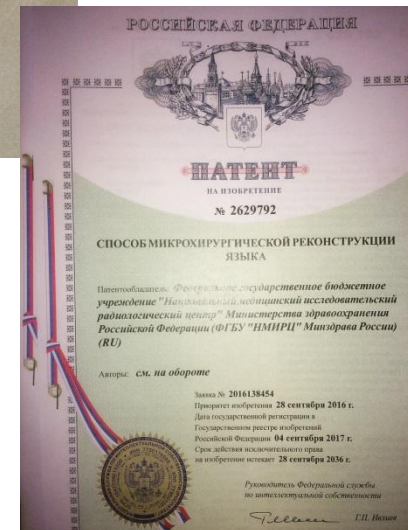 РОССИЙСКАЯ ФЕДЕРАЦИЯ
ПАТЕНТ
НА ИЗОБРЕТЕНИЕ
№ 2629792
СПОСОБ МИКРОХИРУРГИЧЕСКОЙ РЕКОНСТРУКЦИИ
ЯЗЫКА
Патентообладатель: Федеральное государственное бюджетное
учреждение "Национальный медицинский исследовательский
радиологический центр" Министерства здравоохранения
Российской Федерации (ФГБУ "НМИРЦ" Минздрава России)
(RU)
Авторы: см. на обороте
Заявка № 2016138454
Приоритет изобретения 28 сентября 2016 г.
Дата государственной регистрации в
Государственном реестре изобретений
Российской Федерации 04 сентября 2017 г.
Срок действия исключительного права
на изобретение истекает 28 сентября 2036 г.
Руководитель Федеральной службы
по интеллектуальной собственности
Г.П. Ивлиев